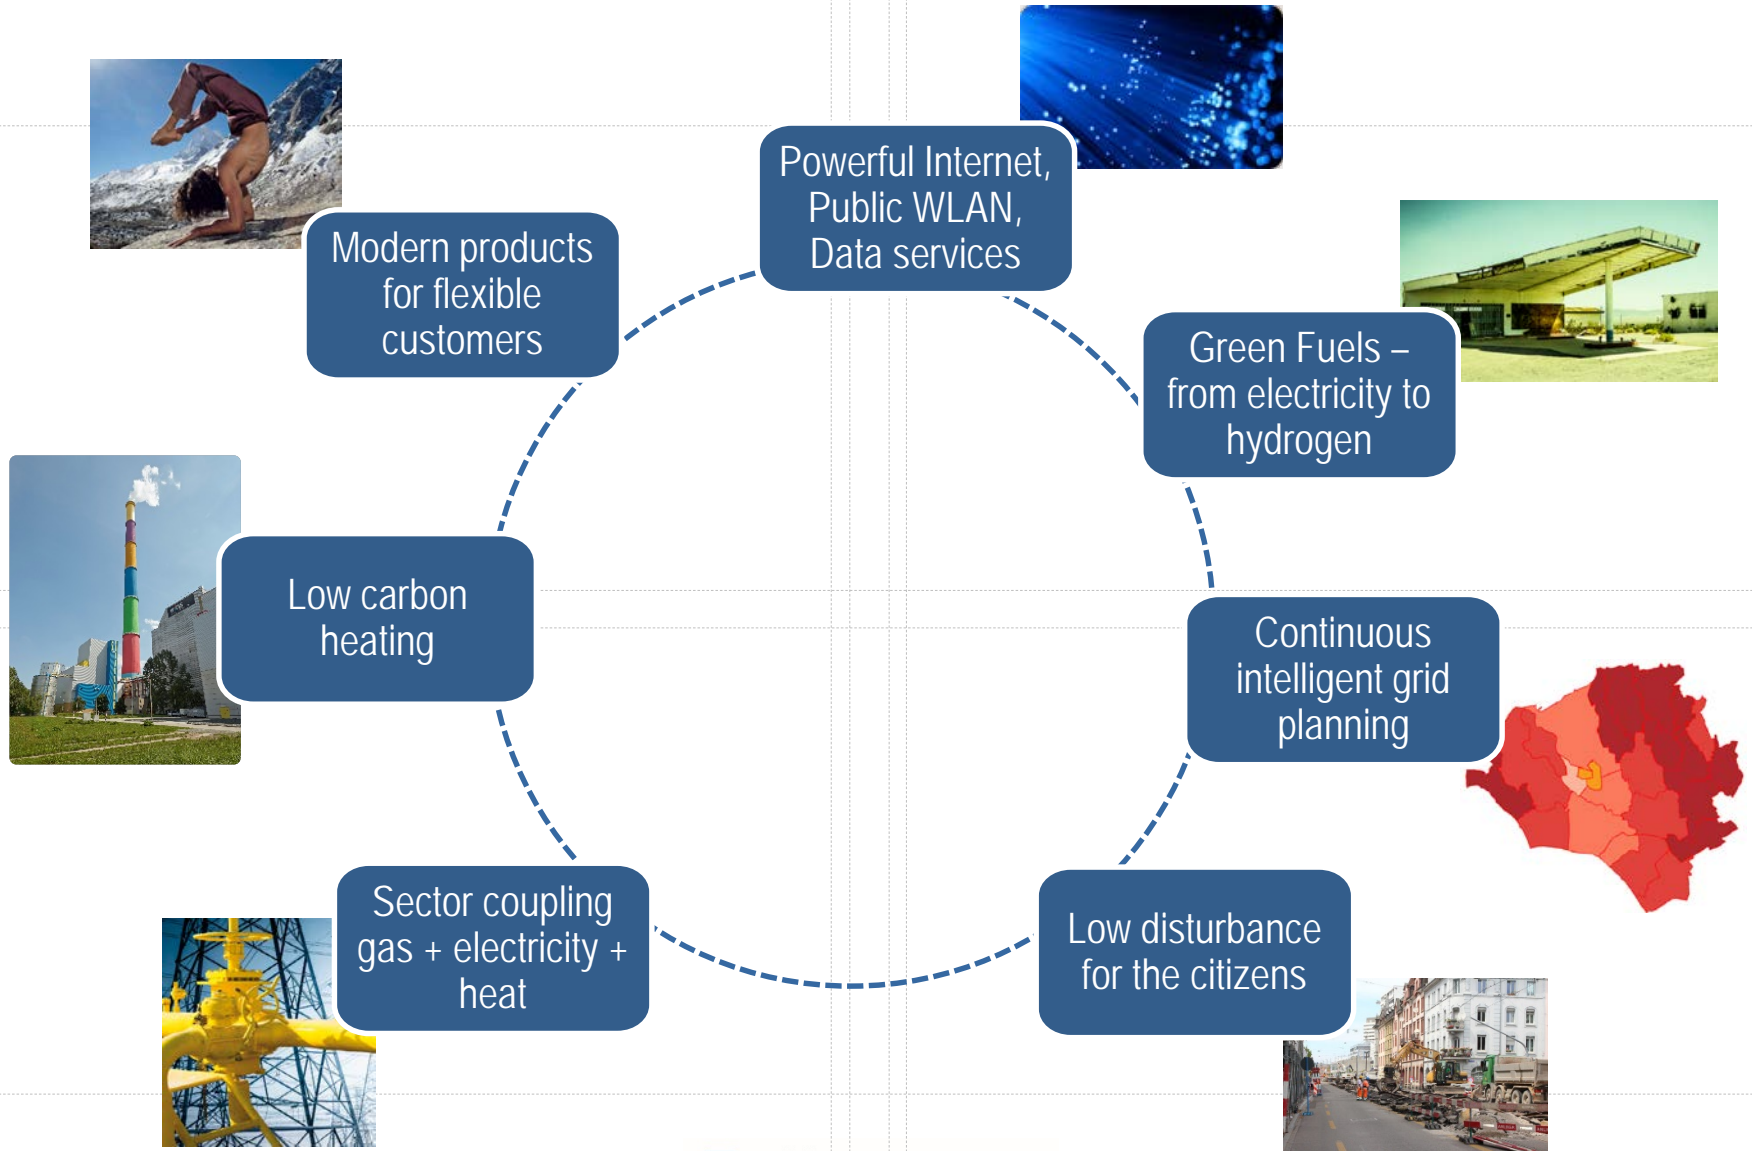 Powerful Internet,
Public WLAN,
Data services
Modern products
for flexible
customers
Green Fuels –
from electricity to
hydrogen
Low carbon
heating
Continuous
intelligent grid
planning
Sector coupling
gas + electricity +
heat
Low disturbance
for the citizens